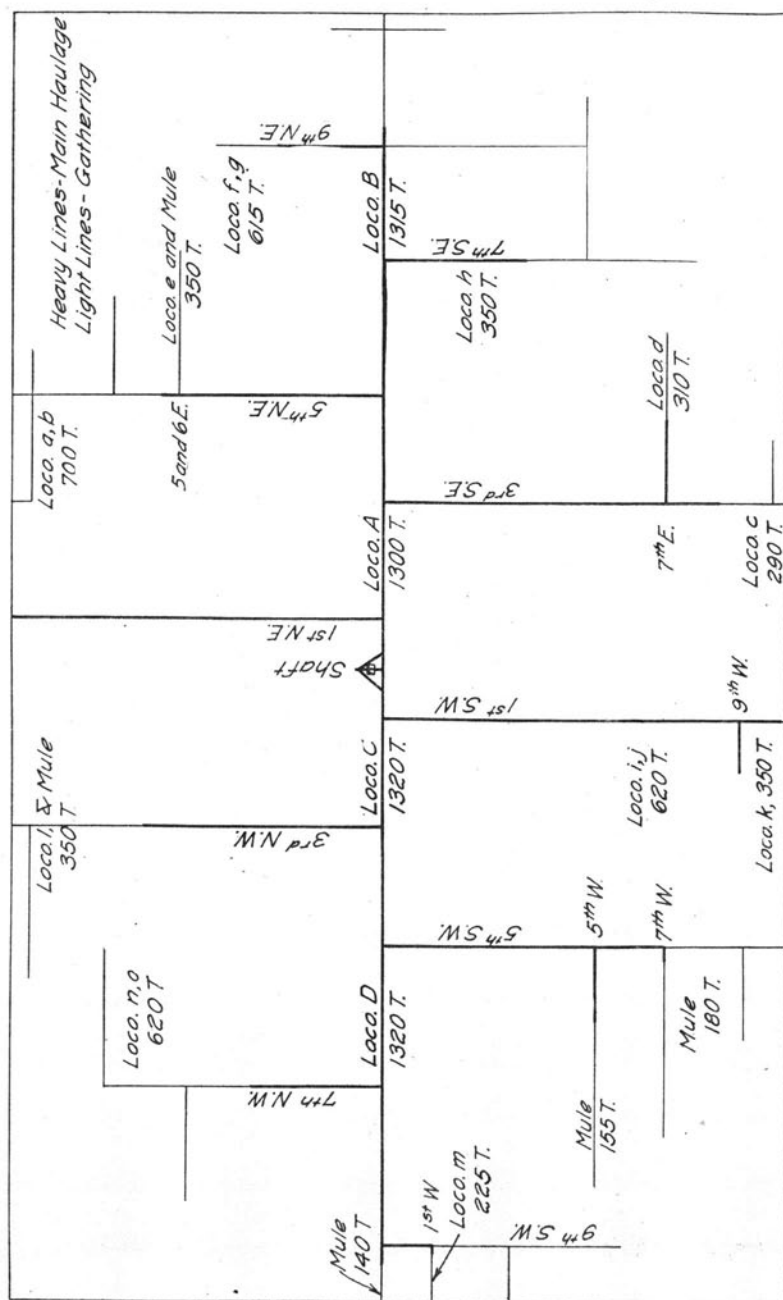 Heavy Lines-Main Haulage
Light Lines-Gathering
Loco. a, b
700 T.
Loco. e and Mule
350 T.
5 and 6 E.
Loco. f, g
615 T.
9th N.E.
5th N.E.
Loco. A
1300 T.
Loco. B
1315 T.
1st N.E.
Shaft
7th S.E.
Loco. h
350 T.
Loco. d
310 T.
3rd S.E.
7th E.
Loco. c
290 T.
Loco. l, & Mule
350 T.
3rd N.W.
Loco. C
1320 T.
1st S.W.
9th W.
Loco. i, j
620 T.
Loco. k, 350 T.
Loco. n, o
620 T
7th N.W.
Loco. D
1320 T.
5th S.W.
5th W.
7th W.
Mule
180 T.
Mule
155 T.
Mule
140 T
1st W.
Loco. m
225 T.
9th S.W.